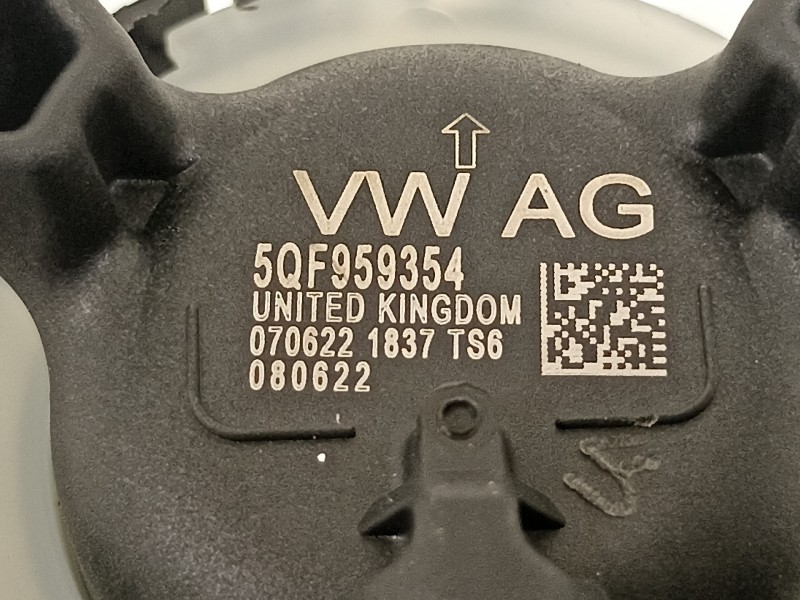 VW AG
5QF959354
UNITED KINGDOM
070622 1837 TS6
080622